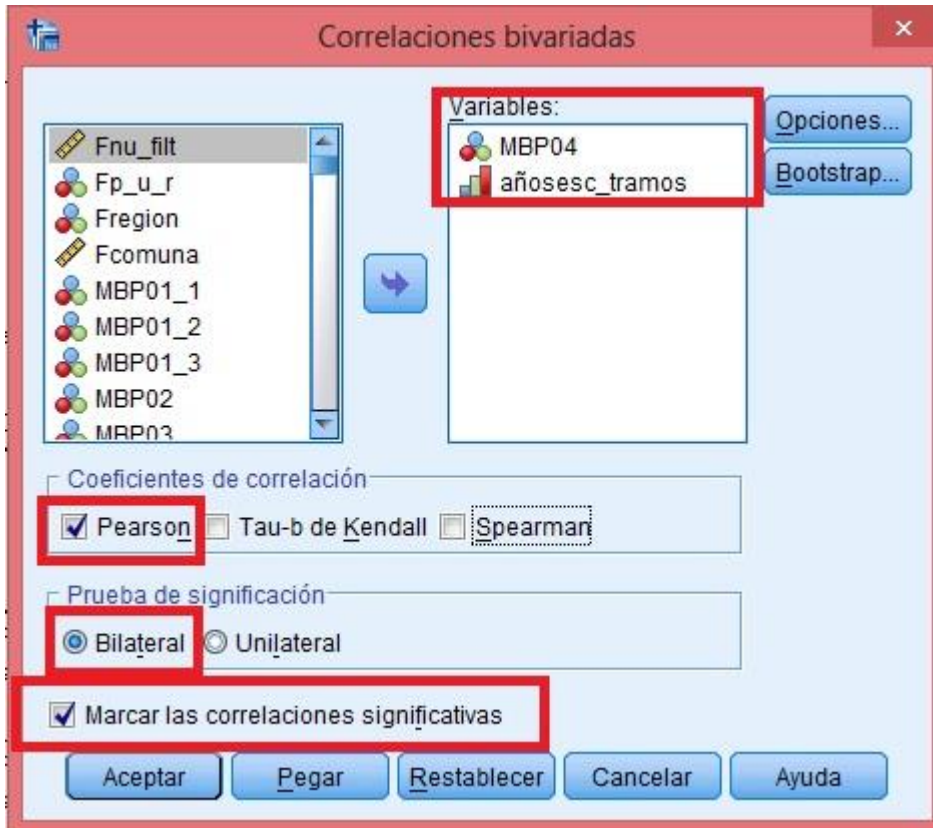 Correlaciones bivariadas
Variables:
Fnu_filt
Fp_u_r
Fregion
Fcomuna
MBP01_1
MBP01_2
MBP01_3
MBP02
MBP03
MBP04
añosesc_tramos
Opciones...
Bootstrap...
Coeficientes de correlación
Pearson Tau-b de Kendall Spearman
Prueba de significación
Bilateral Unilateral
Marcar las correlaciones significativas
Aceptar Pegar Restablecer Cancelar Ayuda